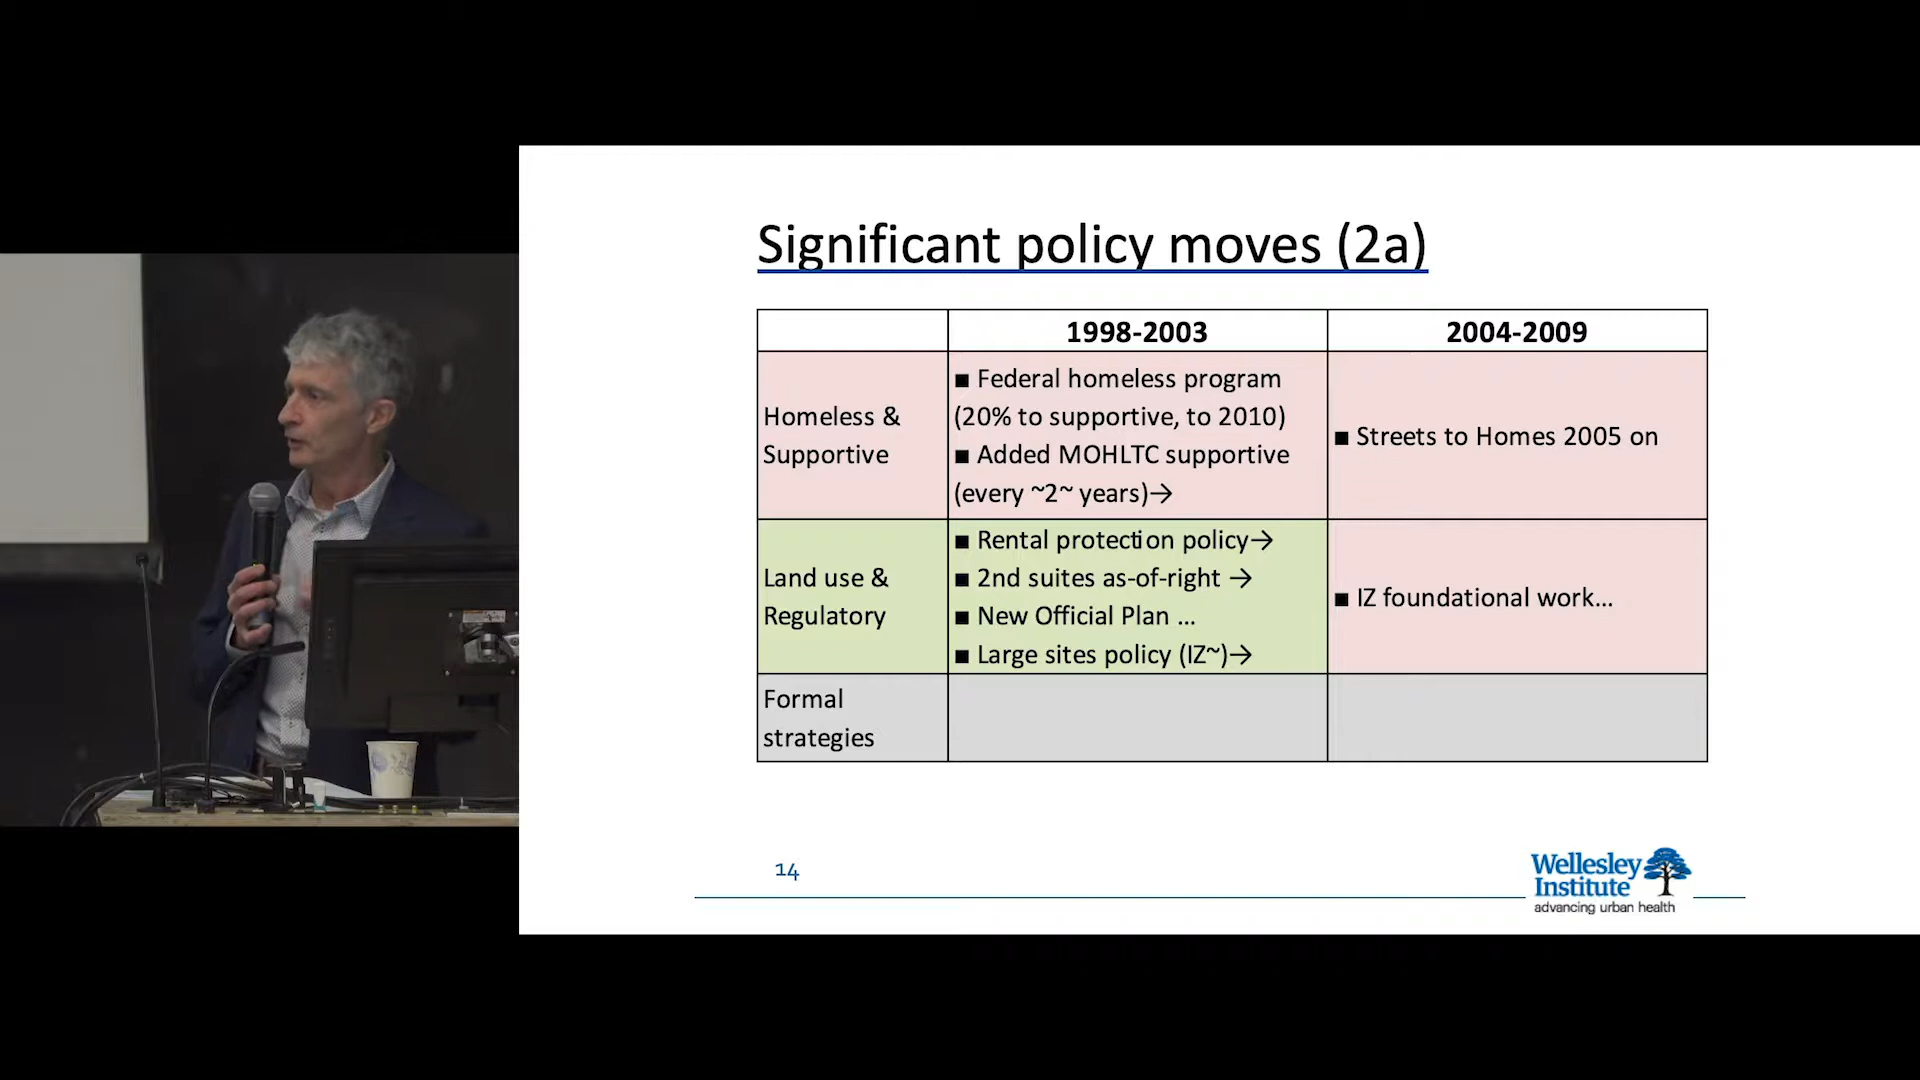 Significant policy moves (2a)
1998-2003
2004-2009
Homeless &
Supportive
■ Federal homeless program
(20% to supportive, to 2010)
■ Added MOHLTC supportive
(every ~2~ years)→
■ Streets to Homes 2005 on
Land use &
Regulatory
■ Rental protection policy→
■ 2nd suites as-of-right →
■ New Official Plan ...
■ Large sites policy (IZ~)→
■ IZ foundational work...
Formal
strategies
14
Wellesley
Institute
advancing urban health